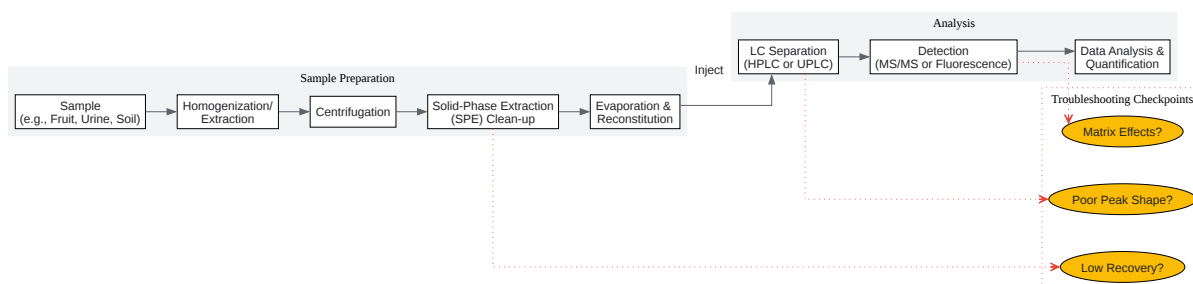 Sample Preparation
Sample
(e.g., Fruit, Urine, Soil)
Homogenization/
Extraction
Centrifugation
Solid-Phase Extraction
(SPE) Clean-up
Evaporation &
Reconstitution
Inject
Analysis
LC Separation
(HPLC or UPLC)
Detection
(MS/MS or Fluorescence)
Data Analysis &
Quantification
Troubleshooting Checkpoints
Matrix Effects?
Poor Peak Shape?
Low Recovery?